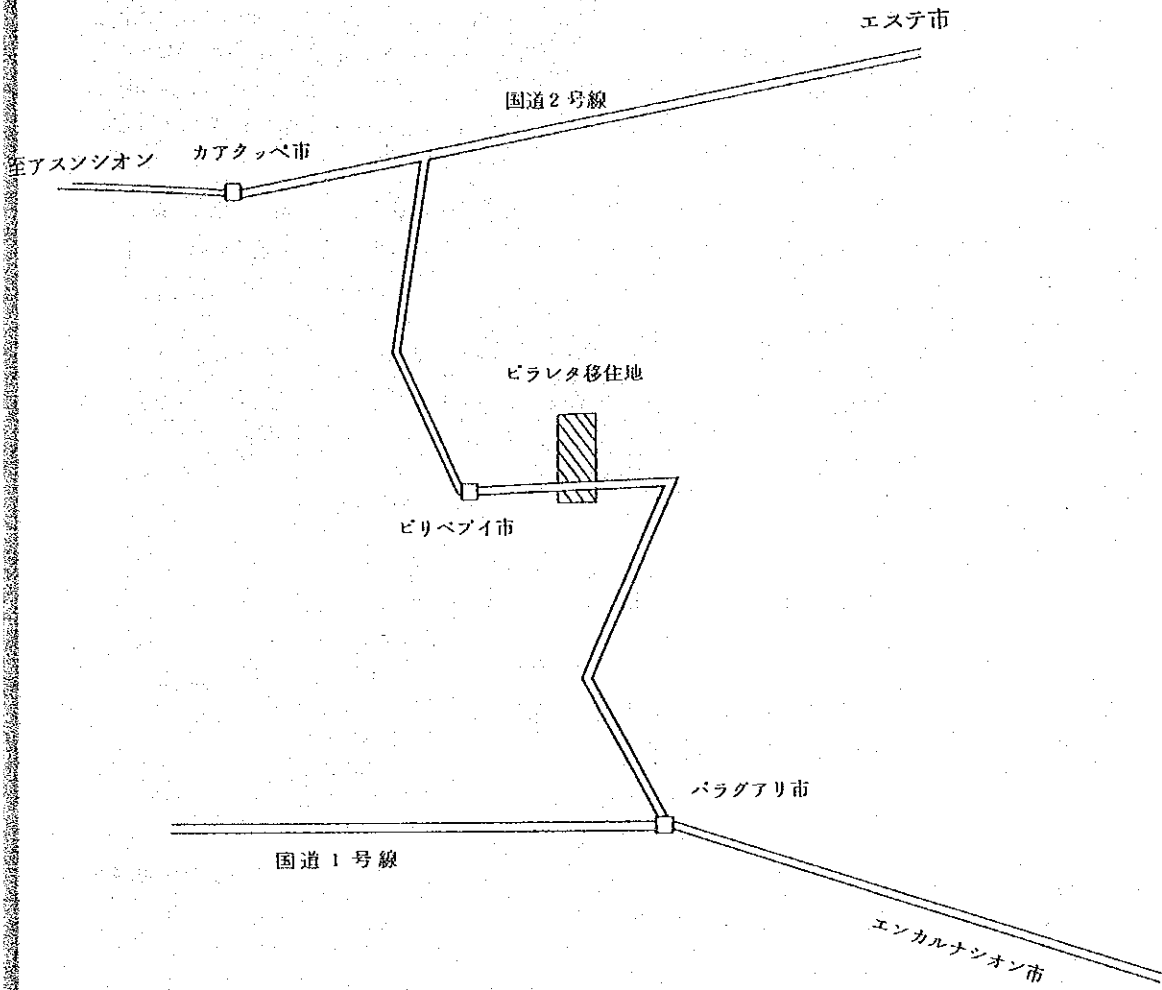 エステ市
国道2号線
至アスンシオン
カアクッペ市
ピラレタ移住地
ピリベブイ市
パラグアリ市
国道1号線
エンカルナシオン市